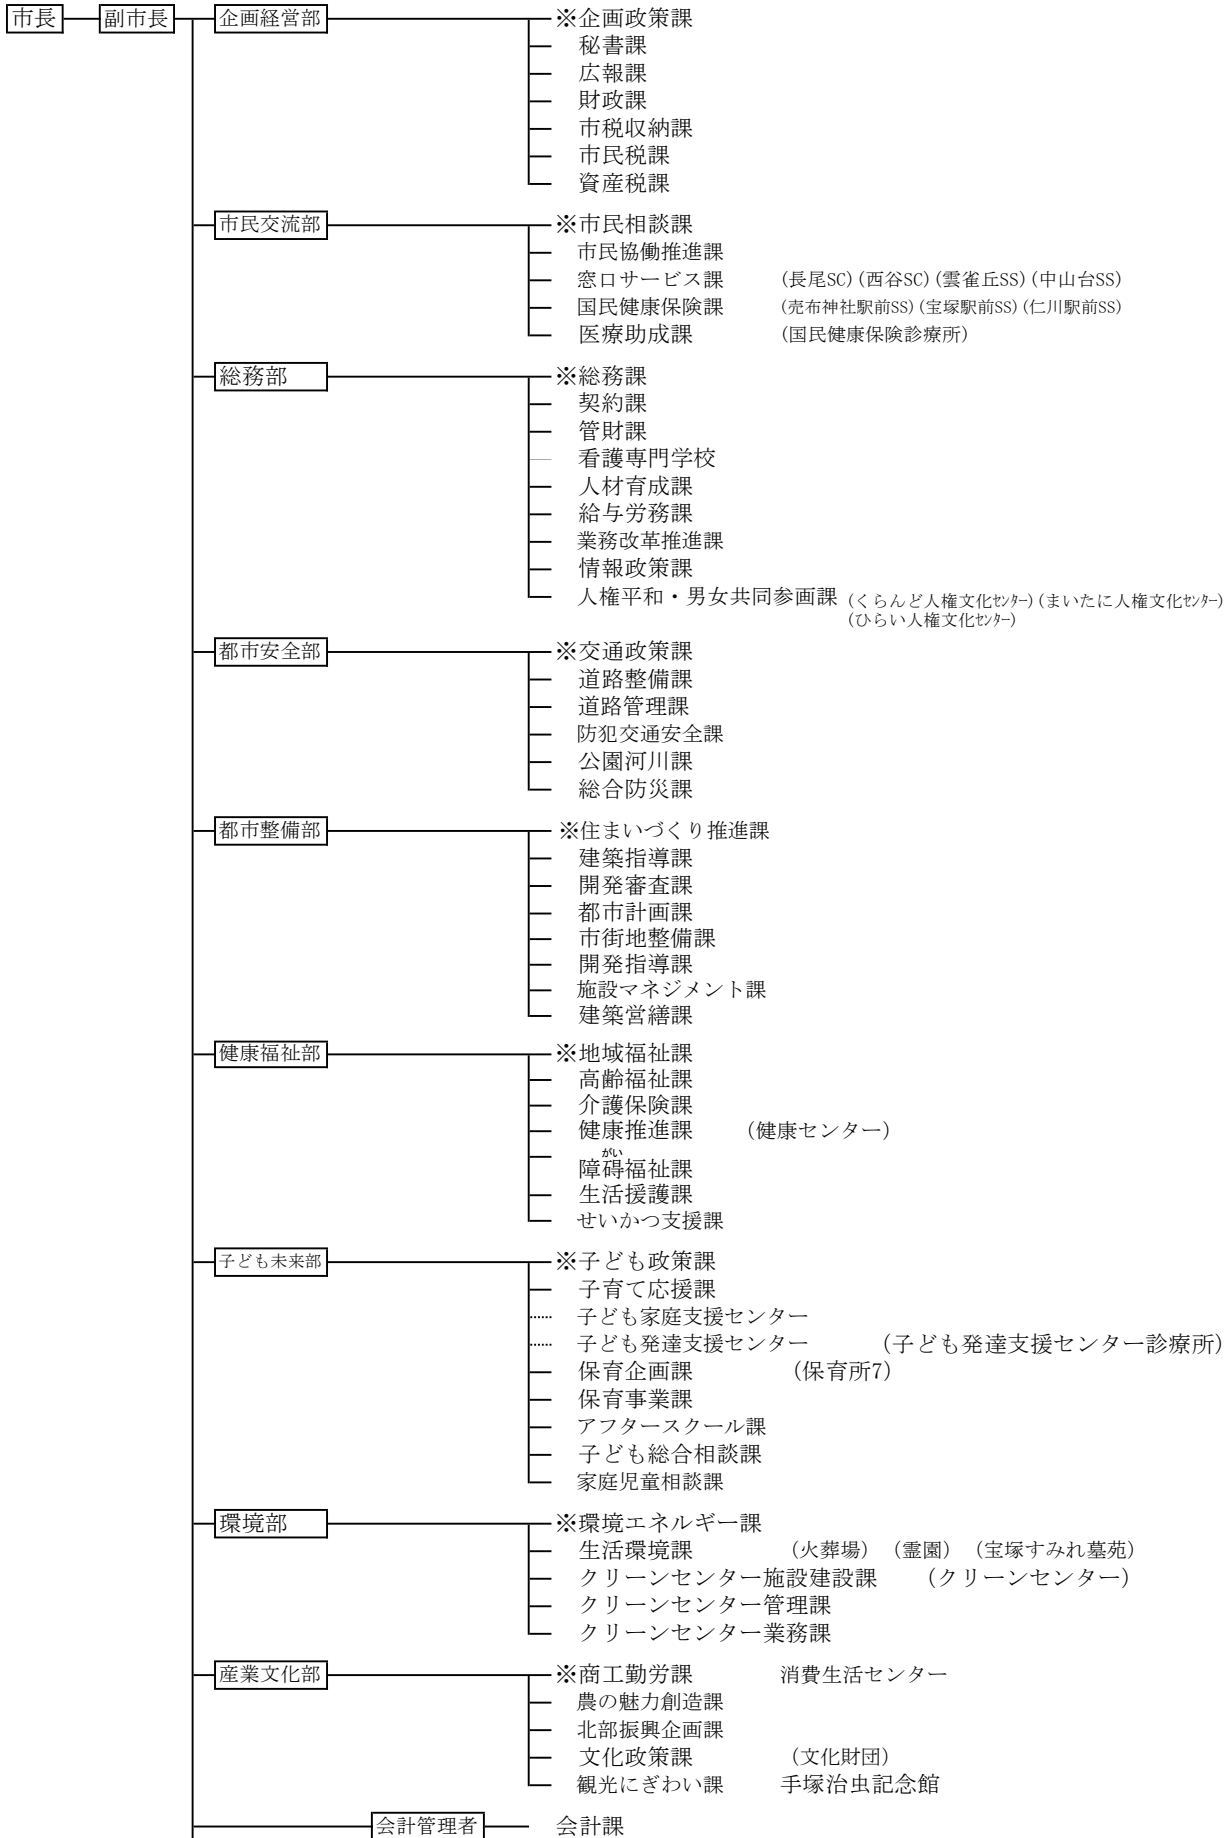 市長 副市長 企画経営部 ※企画政策課
秘書課
広報課
財政課
市税収納課
市民税課
資産税課
市民交流部 ※市民相談課
市民協働推進課
窓口サービス課 (長尾SC)(西谷SC)(雲雀丘SS)(中山台SS)
国民健康保険課 (売布神社駅前SS)(宝塚駅前SS)(仁川駅前SS)
医療助成課 (国民健康保険診療所)
総務部 ※総務課
契約課
管財課
看護専門学校
人材育成課
給与労務課
業務改革推進課
情報政策課
人権平和・男女共同参画課 (くらんど人権文化ｾﾝﾀｰ)(まいたに人権文化ｾﾝﾀｰ)
(ひらい人権文化ｾﾝﾀｰ)
都市安全部 ※交通政策課
道路整備課
道路管理課
防犯交通安全課
公園河川課
総合防災課
都市整備部 ※住まいづくり推進課
建築指導課
開発審査課
都市計画課
市街地整備課
開発指導課
施設マネジメント課
建築営繕課
健康福祉部 ※地域福祉課
高齢福祉課
介護保険課
健康推進課 (健康センター)
がい
障碍福祉課
生活援護課
せいかつ支援課
子ども未来部 ※子ども政策課
子育て応援課
子ども家庭支援センター
子ども発達支援センター (子ども発達支援センター診療所)
保育企画課 (保育所7)
保育事業課
アフタースクール課
子ども総合相談課
家庭児童相談課
環境部 ※環境エネルギー課
生活環境課 (火葬場) (霊園) (宝塚すみれ墓苑)
クリーンセンター施設建設課 (クリーンセンター)
クリーンセンター管理課
クリーンセンター業務課
産業文化部 ※商工勤労課 消費生活センター
農の魅力創造課
北部振興企画課
文化政策課 (文化財団)
観光にぎわい課 手塚治虫記念館
会計管理者 会計課